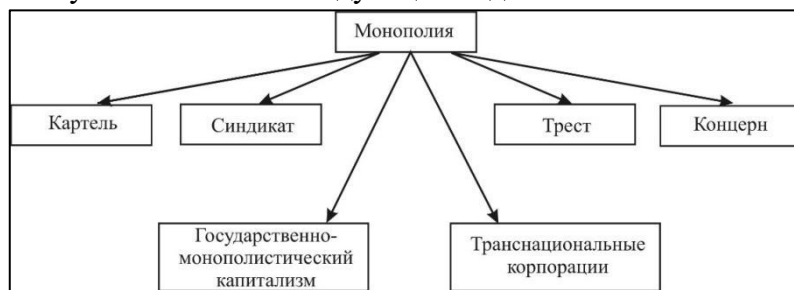 Монополия
Картель
Синдикат
Трест
Концерн
Государственно-
монополистический
капитализм
Транснациональные
корпорации